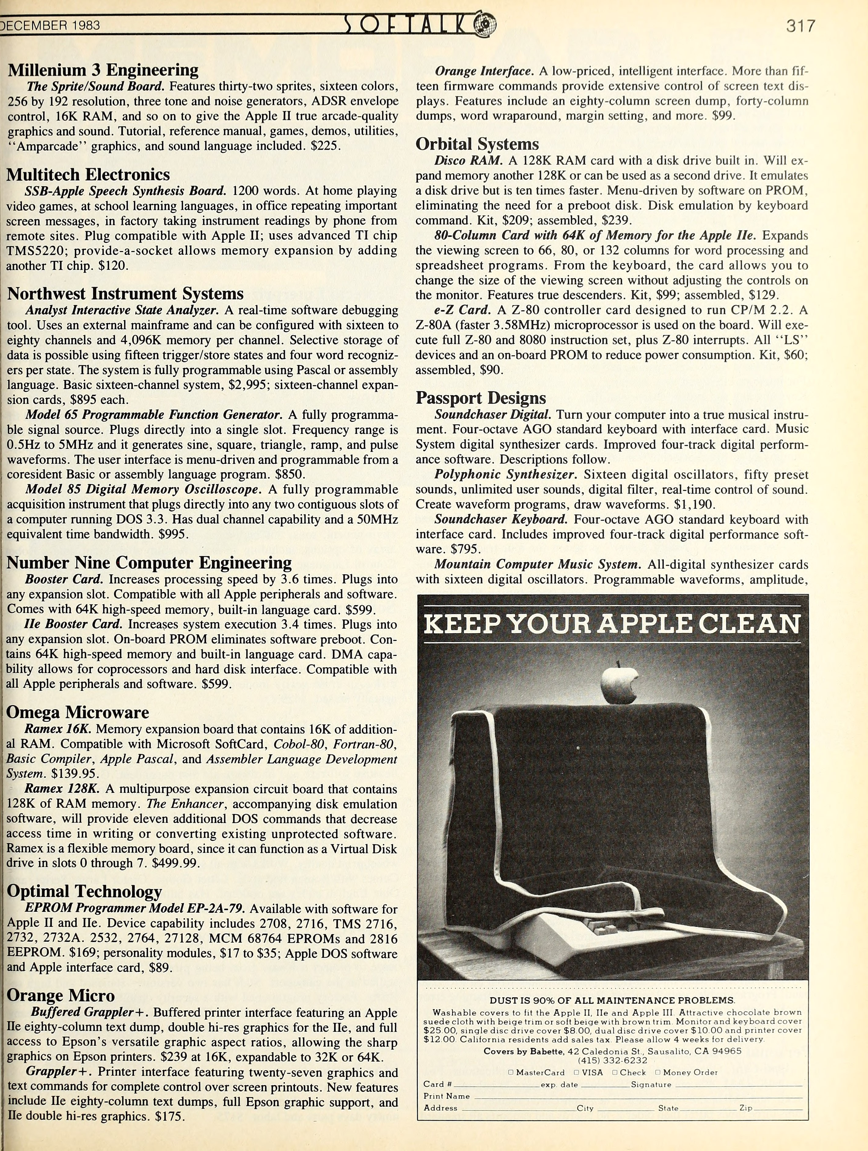 DECEMBER 1983
SOFTALK
317
Millenium 3 Engineering
The Sprite/Sound Board. Features thirty-two sprites, sixteen colors,
256 by 192 resolution, three tone and noise generators, ADSR envelope
control, 16K RAM, and so on to give the Apple II true arcade-quality
graphics and sound. Tutorial, reference manual, games, demos, utilities,
"Amparcade" graphics, and sound language included. $225.
Multitech Electronics
SSB-Apple Speech Synthesis Board. 1200 words. At home playing
video games, at school learning languages, in office repeating important
screen messages, in factory taking instrument readings by phone from
remote sites. Plug compatible with Apple II; uses advanced TI chip
TMS5220; provide-a-socket allows memory expansion by adding
another TI chip. $120.
Northwest Instrument Systems
Analyst Interactive State Analyzer. A real-time software debugging
tool. Uses an external mainframe and can be configured with sixteen to
eighty channels and 4,096K memory per channel. Selective storage of
data is possible using fifteen trigger/store states and four word recogniz-
ers per state. The system is fully programmable using Pascal or assembly
language. Basic sixteen-channel system, $2,995; sixteen-channel expan-
sion cards, $895 each.
Model 65 Programmable Function Generator. A fully programma-
ble signal source. Plugs directly into a single slot. Frequency range is
0.5Hz to 5MHz and it generates sine, square, triangle, ramp, and pulse
waveforms. The user interface is menu-driven and programmable from a
coresident Basic or assembly language program. $850.
Model 85 Digital Memory Oscilloscope. A fully programmable
acquisition instrument that plugs directly into any two contiguous slots of
a computer running DOS 3.3. Has dual channel capability and a 50MHz
equivalent time bandwidth. $995.
Number Nine Computer Engineering
Booster Card. Increases processing speed by 3.6 times. Plugs into
any expansion slot. Compatible with all Apple peripherals and software.
Comes with 64K high-speed memory, built-in language card. $599.
IIe Booster Card. Increases system execution 3.4 times. Plugs into
any expansion slot. On-board PROM eliminates software preboot. Con-
tains 64K high-speed memory and built-in language card. DMA capa-
bility allows for coprocessors and hard disk interface. Compatible with
all Apple peripherals and software. $599.
Omega Microware
Ramex 16K. Memory expansion board that contains 16K of addition-
al RAM. Compatible with Microsoft SoftCard, Cobol-80, Fortran-80,
Basic Compiler, Apple Pascal, and Assembler Language Development
System. $139.95.
Ramex 128K. A multipurpose expansion circuit board that contains
128K of RAM memory. The Enhancer, accompanying disk emulation
software, will provide eleven additional DOS commands that decrease
access time in writing or converting existing unprotected software.
Ramex is a flexible memory board, since it can function as a Virtual Disk
drive in slots 0 through 7. $499.99.
Optimal Technology
EPROM Programmer Model EP-2A-79. Available with software for
Apple II and IIe. Device capability includes 2708, 2716, TMS 2716,
2732, 2732A. 2532, 2764, 27128, MCM 68764 EPROMs and 2816
EEPROM. $169; personality modules, $17 to $35; Apple DOS software
and Apple interface card, $89.
Orange Micro
Buffered Grappler+. Buffered printer interface featuring an Apple
IIe eighty-column text dump, double hi-res graphics for the IIe, and full
access to Epson's versatile graphic aspect ratios, allowing the sharp
graphics on Epson printers. $239 at 16K, expandable to 32K or 64K.
Grappler+. Printer interface featuring twenty-seven graphics and
text commands for complete control over screen printouts. New features
include IIe eighty-column text dumps, full Epson graphic support, and
IIe double hi-res graphics. $175.
Orange Interface. A low-priced, intelligent interface. More than fif-
teen firmware commands provide extensive control of screen text dis-
plays. Features include an eighty-column screen dump, forty-column
dumps, word wraparound, margin setting, and more. $99.
Orbital Systems
Disco RAM. A 128K RAM card with a disk drive built in. Will ex-
pand memory another 128K or can be used as a second drive. It emulates
a disk drive but is ten times faster. Menu-driven by software on PROM,
eliminating the need for a preboot disk. Disk emulation by keyboard
command. Kit, $209; assembled, $239.
80-Column Card with 64K of Memory for the Apple IIe. Expands
the viewing screen to 66, 80, or 132 columns for word processing and
spreadsheet programs. From the keyboard, the card allows you to
change the size of the viewing screen without adjusting the controls on
the monitor. Features true descenders. Kit, $99; assembled, $129.
e-Z Card. A Z-80 controller card designed to run CP/M 2.2. A
Z-80A (faster 3.58MHz) microprocessor is used on the board. Will exe-
cute full Z-80 and 8080 instruction set, plus Z-80 interrupts. All "LS"
devices and an on-board PROM to reduce power consumption. Kit, $60;
assembled, $90.
Passport Designs
Soundchaser Digital. Turn your computer into a true musical instru-
ment. Four-octave AGO standard keyboard with interface card. Music
System digital synthesizer cards. Improved four-track digital perform-
ance software. Descriptions follow.
Polyphonic Synthesizer. Sixteen digital oscillators, fifty preset
sounds, unlimited user sounds, digital filter, real-time control of sound.
Create waveform programs, draw waveforms. $1,190.
Soundchaser Keyboard. Four-octave AGO standard keyboard with
interface card. Includes improved four-track digital performance soft-
ware. $795.
Mountain Computer Music System. All-digital synthesizer cards
with sixteen digital oscillators. Programmable waveforms, amplitude,
KEEP YOUR APPLE CLEAN
DUST IS 90% OF ALL MAINTENANCE PROBLEMS.
Washable covers to fit the Apple II, IIe and Apple III. Attractive chocolate brown
suede cloth with beige trim or soft beige with brown trim. Monitor and keyboard cover
$25.00, single disc drive cover $8.00, dual disc drive cover $10.00 and printer cover
$12.00. California residents add sales tax. Please allow 4 weeks for delivery.
Covers by Babette, 42 Caledonia St., Sausalito, CA 94965
(415) 332-6232
□ MasterCard □ VISA □ Check □ Money Order
Card # exp. date Signature
Print Name
Address City State Zip